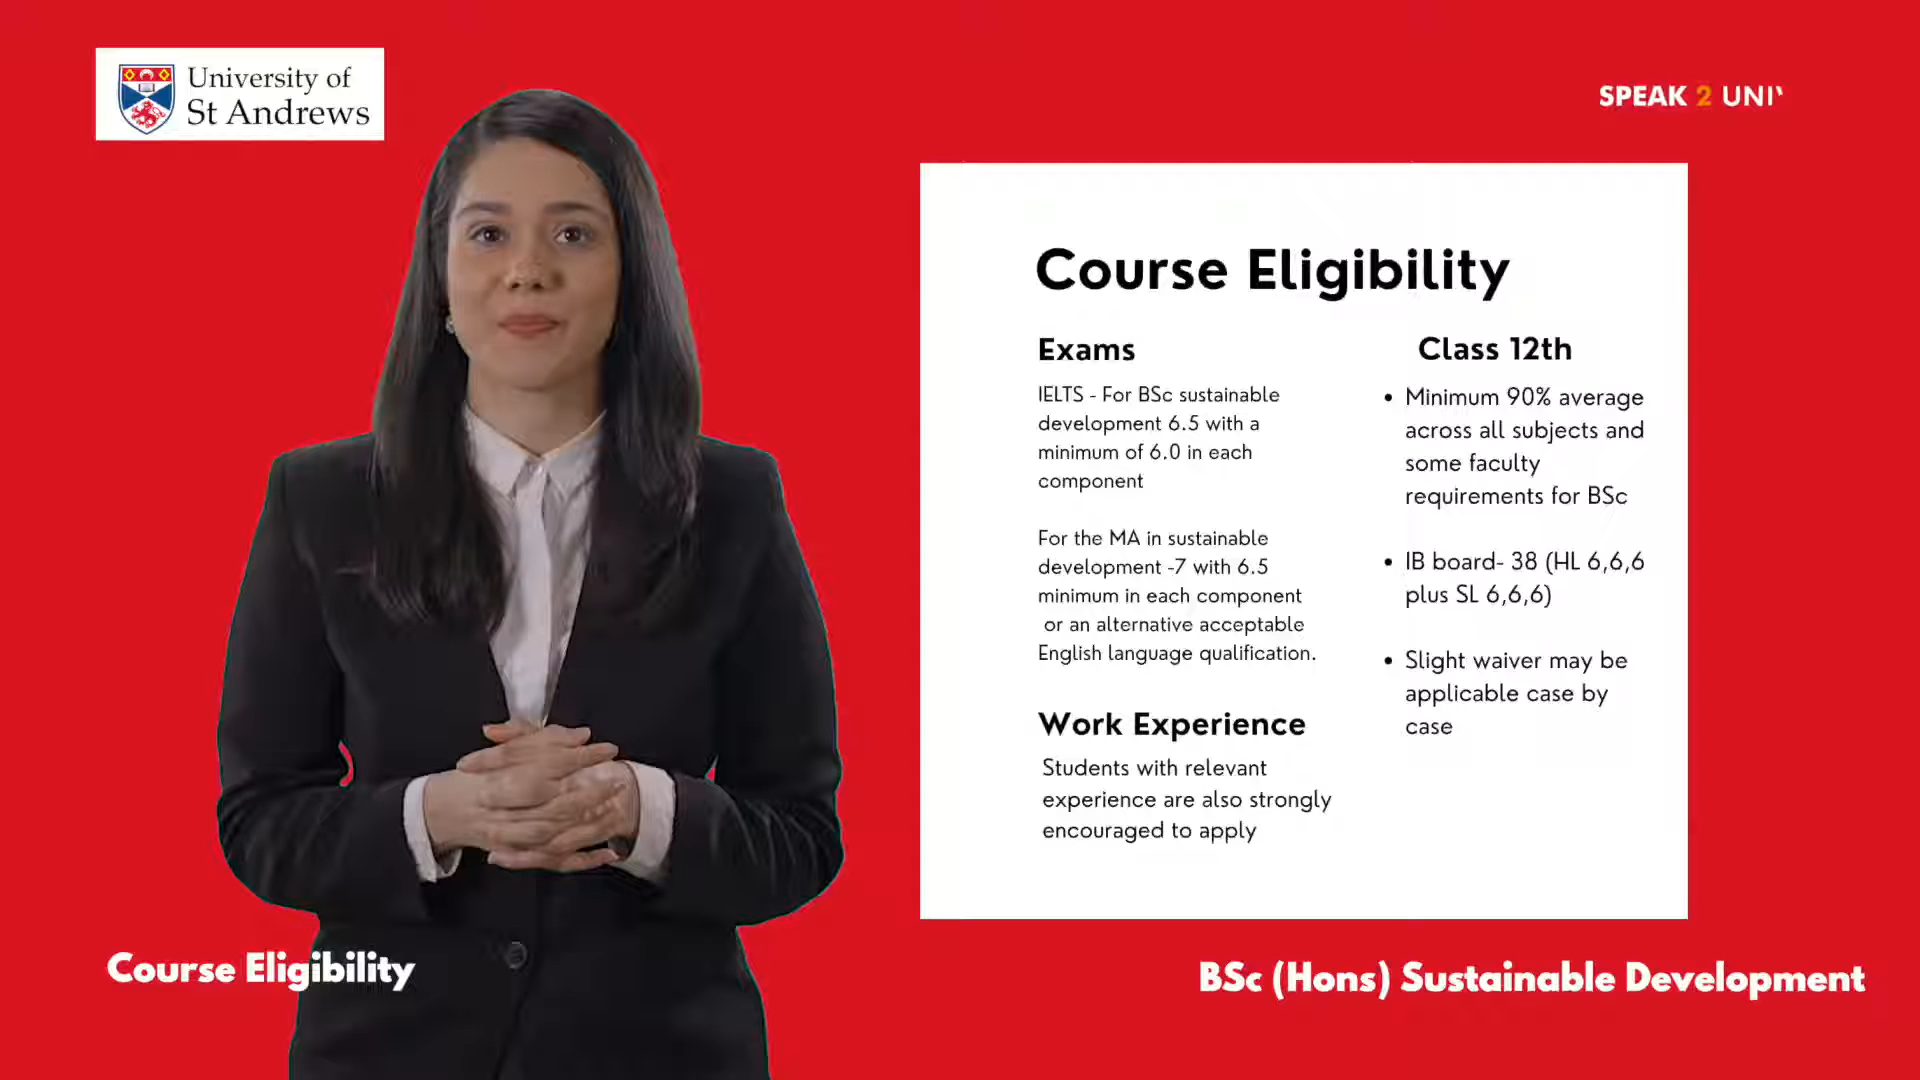 University of
St Andrews
SPEAK 2 UNI
Course Eligibility
Exams
IELTS - For BSc sustainable
development 6.5 with a
minimum of 6.0 in each
component
For the MA in sustainable
development -7 with 6.5
minimum in each component
or an alternative acceptable
English language qualification.
Work Experience
Students with relevant
experience are also strongly
encouraged to apply
Class 12th
• Minimum 90% average
across all subjects and
some faculty
requirements for BSc
• IB board- 38 (HL 6,6,6
plus SL 6,6,6)
• Slight waiver may be
applicable case by
case
Course Eligibility
BSc (Hons) Sustainable Development